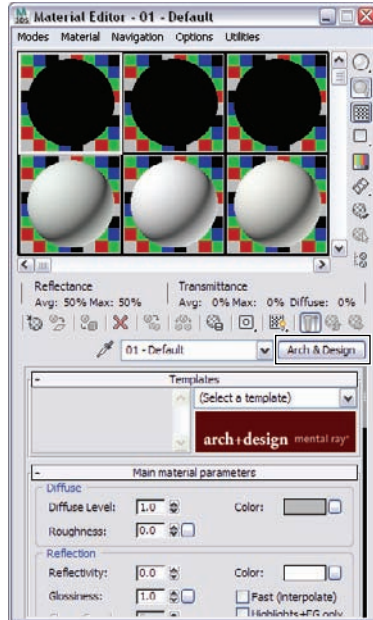 Material Editor - 01 - Default
Modes Material Navigation Options Utilities
Reflectance Transmittance
Avg: 50% Max: 50% Avg: 0% Max: 0% Diffuse: 0%
01 - Default Arch & Design
Templates
(Select a template)
arch+design mental ray
Main material parameters
Diffuse
Diffuse Level: 1.0 Color:
Roughness: 0.0
Reflection
Reflectivity: 0.0 Color:
Glossiness: 1.0 Fast (interpolate)
Highlights+FG only